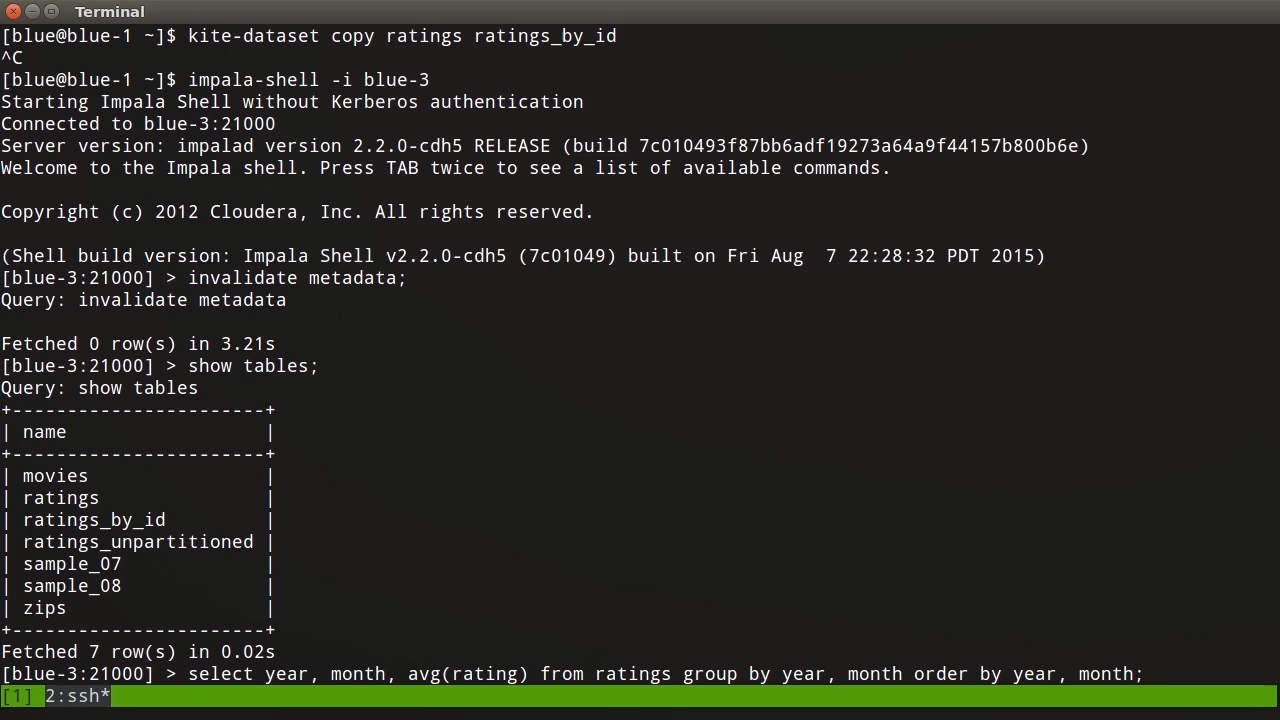 Terminal
[blue@blue-1 ~]$ kite-dataset copy ratings ratings_by_id
^C
[blue@blue-1 ~]$ impala-shell -i blue-3
Starting Impala Shell without Kerberos authentication
Connected to blue-3:21000
Server version: impalad version 2.2.0-cdh5 RELEASE (build 7c010493f87bb6adf19273a64a9f44157b800b6e)
Welcome to the Impala shell. Press TAB twice to see a list of available commands.

Copyright (c) 2012 Cloudera, Inc. All rights reserved.

(Shell build version: Impala Shell v2.2.0-cdh5 (7c01049) built on Fri Aug  7 22:28:32 PDT 2015)
[blue-3:21000] > invalidate metadata;
Query: invalidate metadata

Fetched 0 row(s) in 3.21s
[blue-3:21000] > show tables;
Query: show tables
+-----------------------+
| name                  |
+-----------------------+
| movies                |
| ratings               |
| ratings_by_id         |
| ratings_unpartitioned |
| sample_07             |
| sample_08             |
| zips                  |
+-----------------------+
Fetched 7 row(s) in 0.02s
[blue-3:21000] > select year, month, avg(rating) from ratings group by year, month order by year, month;
[1] 2:ssh*